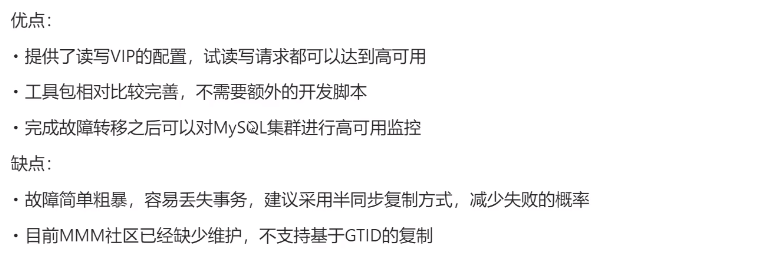 优点：
• 提供了读写VIP的配置，试读写请求都可以达到高可用
• 工具包相对比较完善，不需要额外的开发脚本
• 完成故障转移之后可以对MySQL集群进行高可用监控
缺点：
• 故障简单粗暴，容易丢失事务，建议采用半同步复制方式，减少失败的概率
• 目前MMM社区已经缺少维护，不支持基于GTID的复制